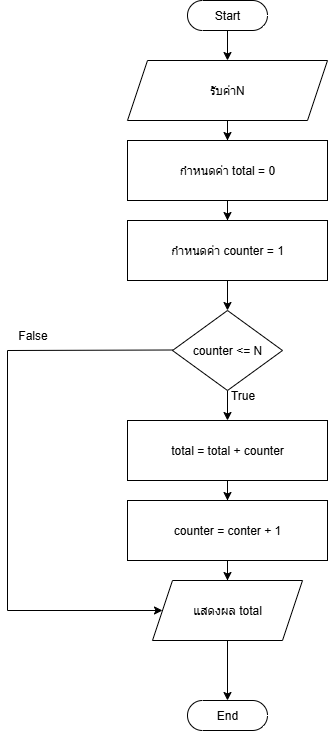 Start
รับค่าN
กำหนดค่า total = 0
กำหนดค่า counter = 1
False
counter <= N
True
total = total + counter
counter = conter + 1
แสดงผล total
End